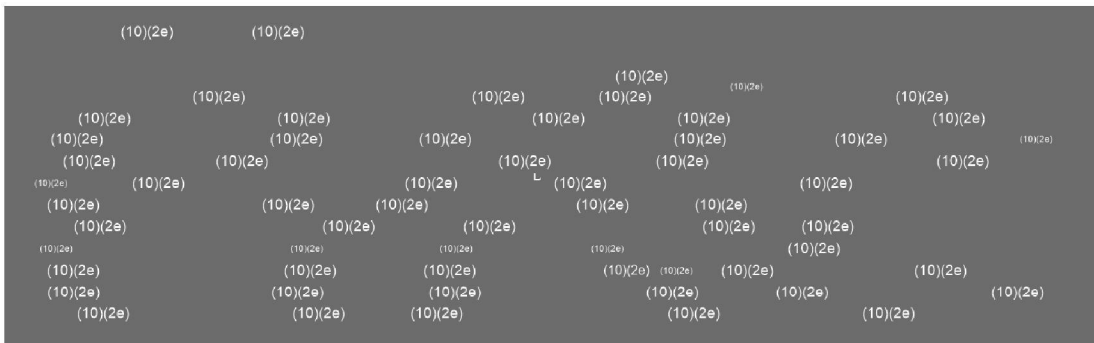 (10)(2e) (10)(2e)
(10)(2e)
(10)(2e)
(10)(2e) (10)(2e) (10)(2e) (10)(2e)
(10)(2e) (10)(2e) (10)(2e) (10)(2e) (10)(2e)
(10)(2e) (10)(2e) (10)(2e) (10)(2e) (10)(2e) (10)(2e)
(10)(2e) (10)(2e) (10)(2e) (10)(2e) (10)(2e)
(10)(2e) (10)(2e) (10)(2e) (10)(2e) (10)(2e)
(10)(2e) (10)(2e) (10)(2e) (10)(2e) (10)(2e)
(10)(2e) (10)(2e) (10)(2e) (10)(2e) (10)(2e)
(10)(2e) (10)(2e) (10)(2e) (10)(2e) (10)(2e)
(10)(2e) (10)(2e) (10)(2e) (10)(2e) (10)(2e) (10)(2e) (10)(2e)
(10)(2e) (10)(2e) (10)(2e) (10)(2e) (10)(2e) (10)(2e)
(10)(2e) (10)(2e) (10)(2e) (10)(2e) (10)(2e)